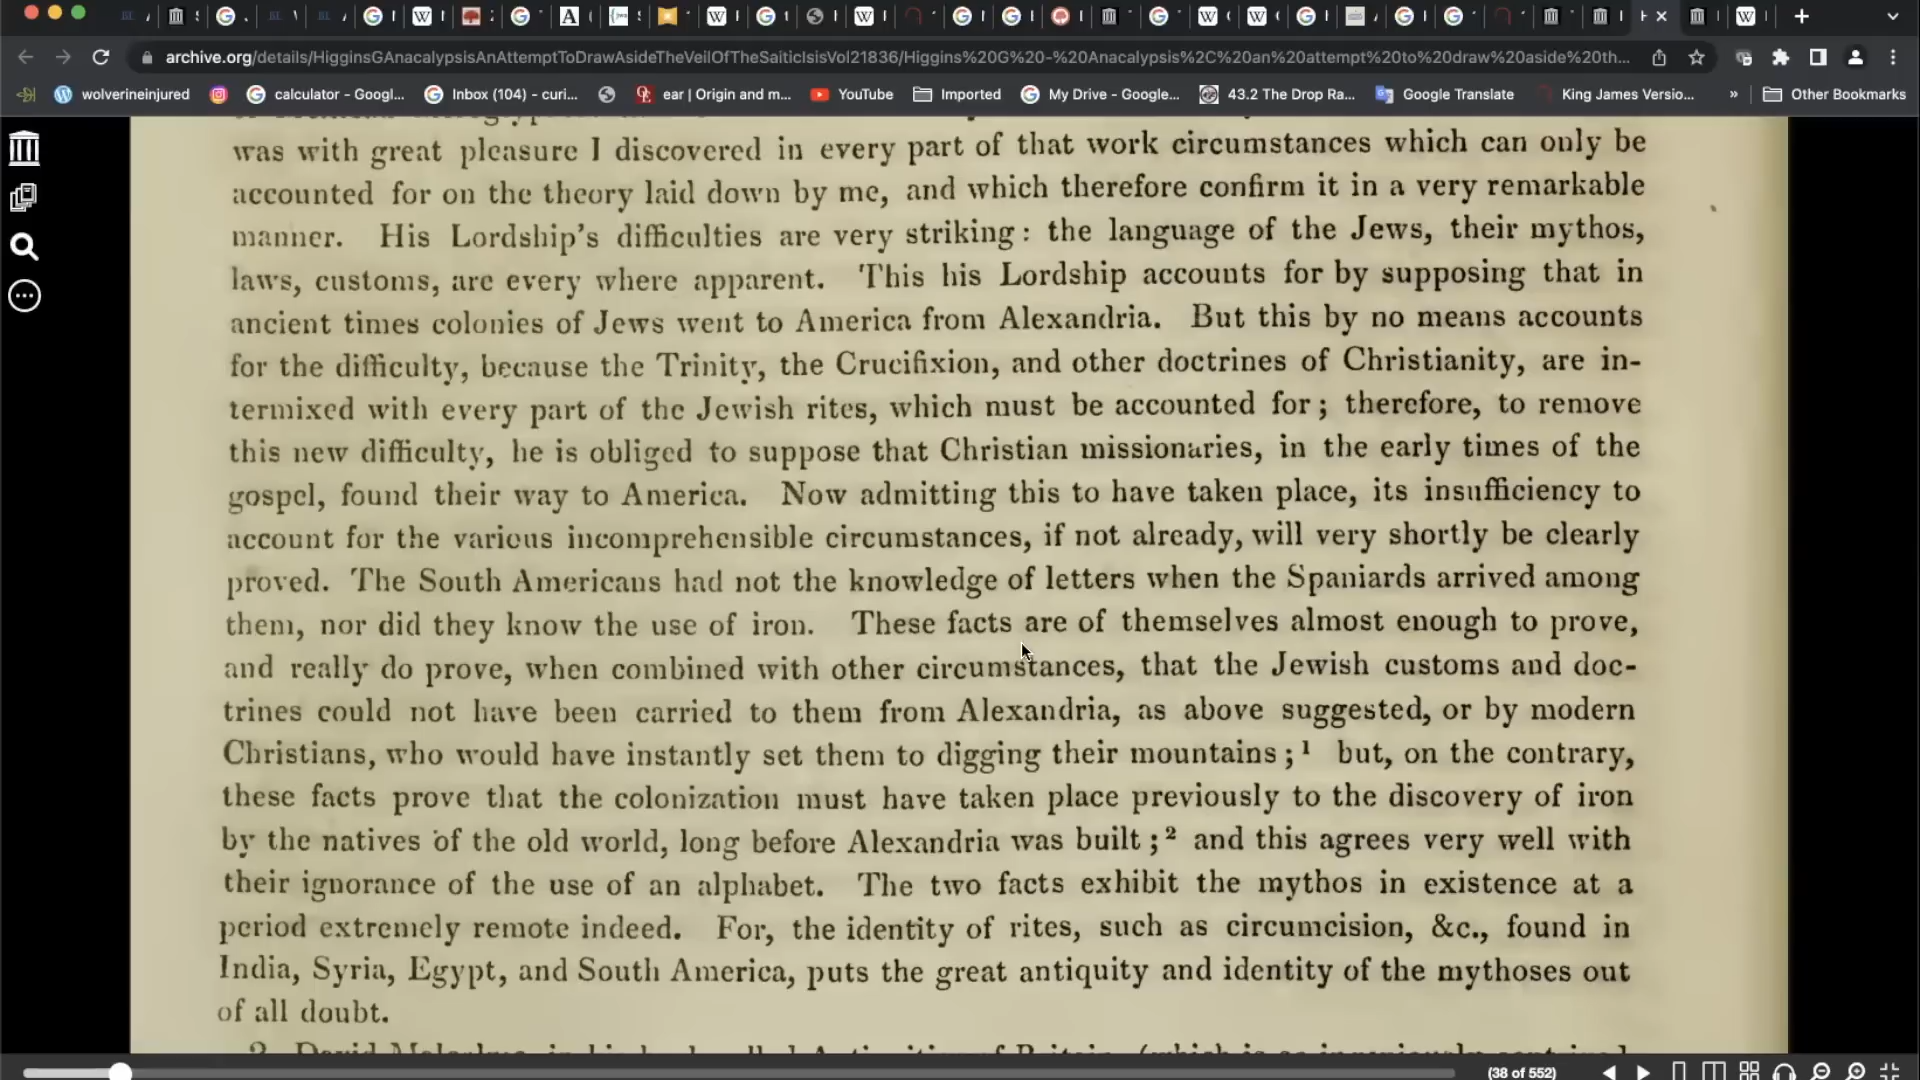 archive.org/details/HigginsGAnacalypsisAnAttemptToDrawAsideTheVeilOfTheSaiticIsisVol21836/Higgins%20G%20-%20Anacalypsis%2C%20an%20attempt%20to%20draw%20aside%20th...
wolverineinjured calculator - Googl... Inbox (104) - curi... ear | Origin and m... YouTube Imported My Drive - Google... 43.2 The Drop Ra... Google Translate King James Versio... » Other Bookmarks
was with great pleasure I discovered in every part of that work circumstances which can only be
accounted for on the theory laid down by me, and which therefore confirm it in a very remarkable
manner. His Lordship's difficulties are very striking: the language of the Jews, their mythos,
laws, customs, are every where apparent. This his Lordship accounts for by supposing that in
ancient times colonies of Jews went to America from Alexandria. But this by no means accounts
for the difficulty, because the Trinity, the Crucifixion, and other doctrines of Christianity, are in-
termixed with every part of the Jewish rites, which must be accounted for; therefore, to remove
this new difficulty, he is obliged to suppose that Christian missionaries, in the early times of the
gospel, found their way to America. Now admitting this to have taken place, its insufficiency to
account for the various incomprehensible circumstances, if not already, will very shortly be clearly
proved. The South Americans had not the knowledge of letters when the Spaniards arrived among
them, nor did they know the use of iron. These facts are of themselves almost enough to prove,
and really do prove, when combined with other circumstances, that the Jewish customs and doc-
trines could not have been carried to them from Alexandria, as above suggested, or by modern
Christians, who would have instantly set them to digging their mountains;¹ but, on the contrary,
these facts prove that the colonization must have taken place previously to the discovery of iron
by the natives of the old world, long before Alexandria was built;² and this agrees very well with
their ignorance of the use of an alphabet. The two facts exhibit the mythos in existence at a
period extremely remote indeed. For, the identity of rites, such as circumcision, &c., found in
India, Syria, Egypt, and South America, puts the great antiquity and identity of the mythoses out
of all doubt.
(38 of 552)